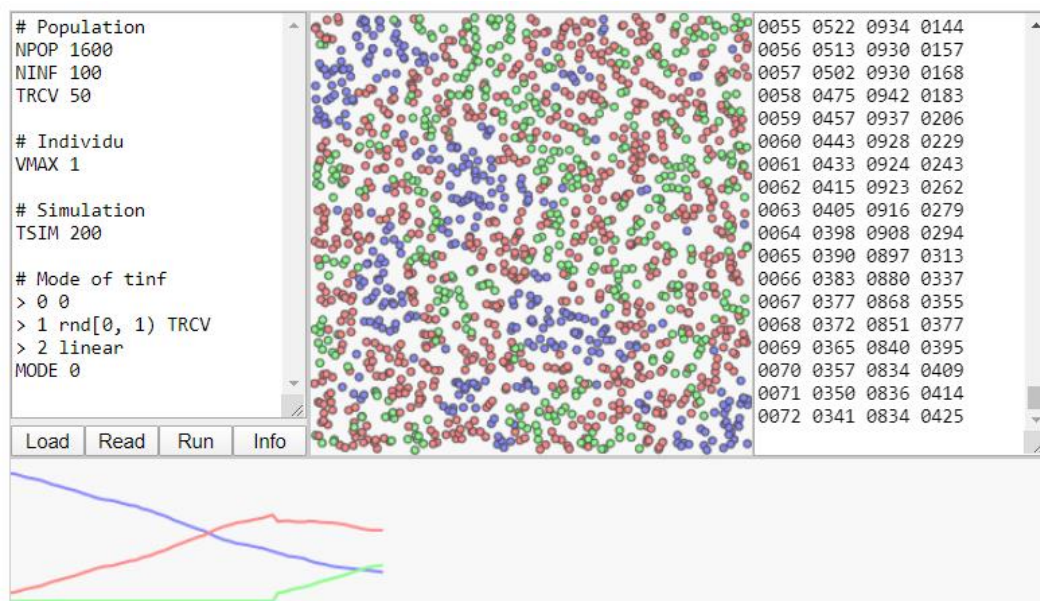 # Population
NPOP 1600
NINF 100
TRCV 50
# Individu
VMAX 1
# Simulation
TSIM 200
# Mode of tinf
> 0 0
> 1 rnd[0, 1) TRCV
> 2 linear
MODE 0
Load Read Run Info
0055 0522 0934 0144
0056 0513 0930 0157
0057 0502 0930 0168
0058 0475 0942 0183
0059 0457 0937 0206
0060 0443 0928 0229
0061 0433 0924 0243
0062 0415 0923 0262
0063 0405 0916 0279
0064 0398 0908 0294
0065 0390 0897 0313
0066 0383 0880 0337
0067 0377 0868 0355
0068 0372 0851 0377
0069 0365 0840 0395
0070 0357 0834 0409
0071 0350 0836 0414
0072 0341 0834 0425